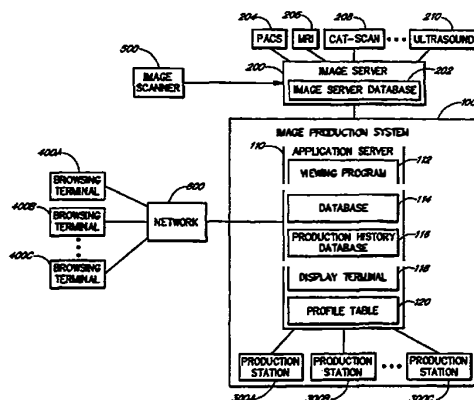 204 206 208 210
PACS MRI CAT-SCAN ULTRASOUND
500 200 IMAGE SERVER
IMAGE SCANNER 202
IMAGE SERVER DATABASE
100
IMAGE PRODUCTION SYSTEM
110 APPLICATION SERVER
VIEWING PROGRAM 112
400A
BROWSING TERMINAL
600
DATABASE 114
400B
BROWSING TERMINAL
NETWORK
PRODUCTION HISTORY DATABASE 116
400C
BROWSING TERMINAL
DISPLAY TERMINAL 118
PROFILE TABLE 120
PRODUCTION STATION PRODUCTION STATION PRODUCTION STATION
300A 300B 300C